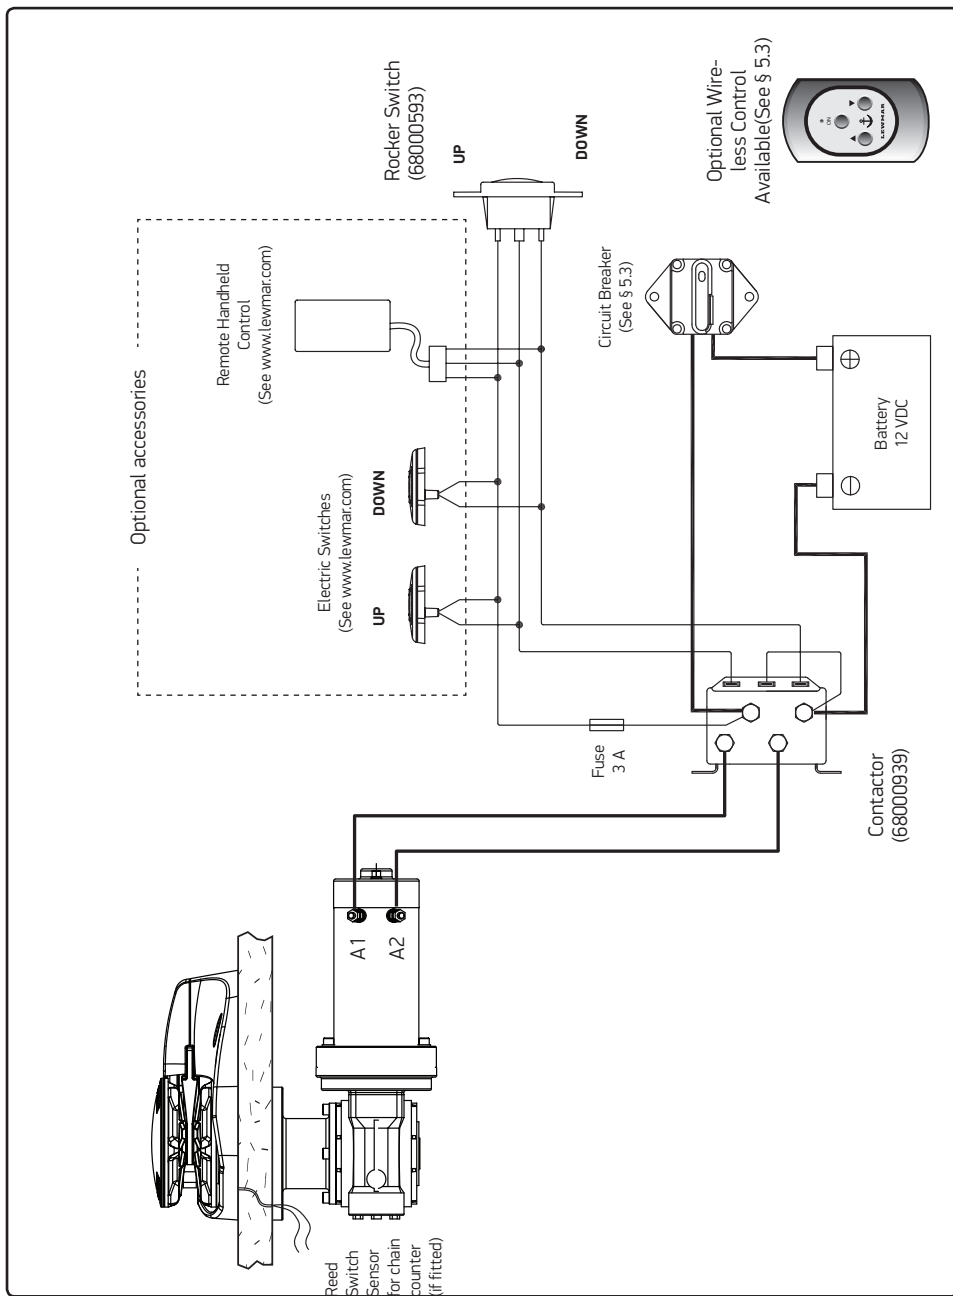 Optional accessories
Remote Handheld
Control
(See www.lewmar.com)
Electric Switches
(See www.lewmar.com)
UP
DOWN
Rocker Switch
(68000593)
UP
DOWN
Optional Wire-
less Control
Available(See § 5.3)
ON
LEWMAR
Circuit Breaker
(See § 5.3)
Battery
12 VDC
Fuse
3 A
Contactor
(68000939)
A1
A2
Reed
Switch
Sensor
for chain
counter
(if fitted)